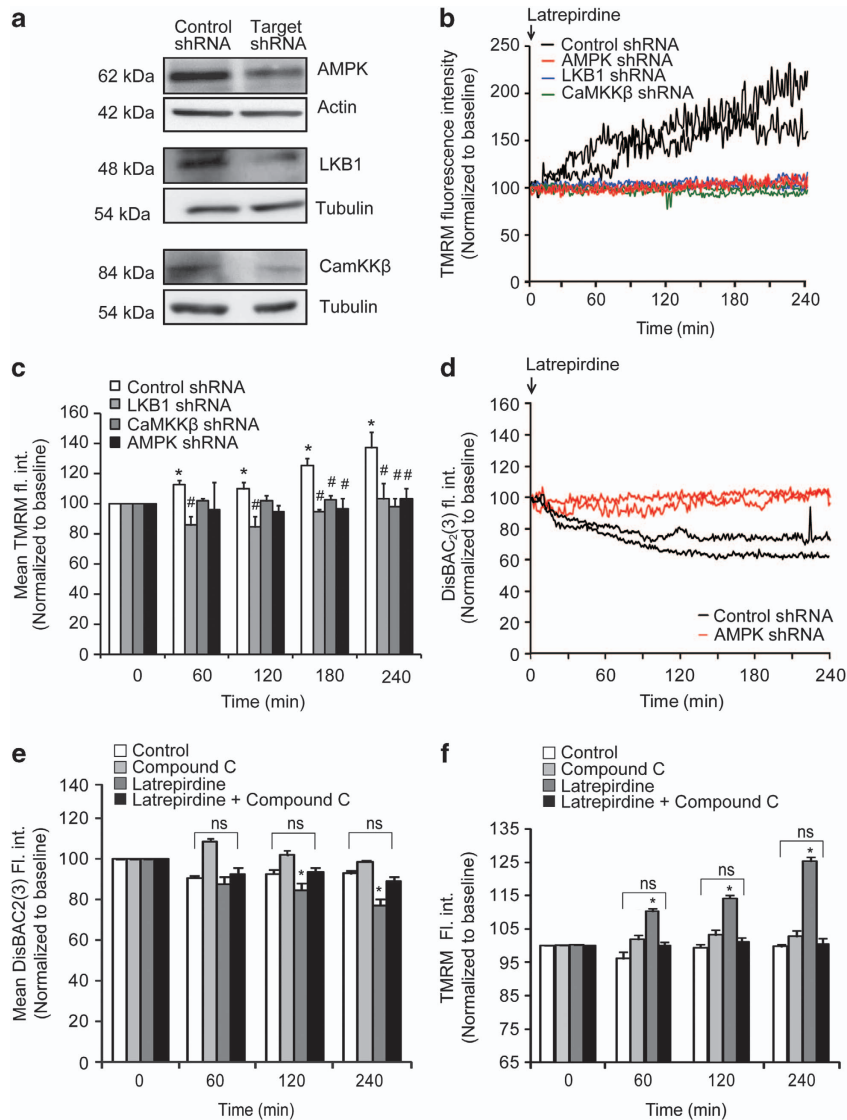 a
Control shRNA
Target shRNA
62 kDa
AMPK
42 kDa
Actin
48 kDa
LKB1
54 kDa
Tubulin
84 kDa
CamKKβ
54 kDa
Tubulin
b
Latrepirdine
Control shRNA
AMPK shRNA
LKB1 shRNA
CaMKKβ shRNA
TMRM fluorescence intensity
(Normalized to baseline)
250
200
150
100
50
0
0 60 120 180 240
Time (min)
c
Control shRNA
LKB1 shRNA
CaMKKβ shRNA
AMPK shRNA
Mean TMRM fl. int.
(Normalized to baseline)
160
140
120
100
80
60
40
20
0
* # * # * # # # * # ##
0 60 120 180 240
Time (min)
d
Latrepirdine
DisBAC₂(3) fl. int.
(Normalized to baseline)
160
140
120
100
80
60
40
20
0
Control shRNA
AMPK shRNA
0 60 120 180 240
Time (min)
e
Control
Compound C
Latrepirdine
Latrepirdine + Compound C
Mean DisBAC2(3) Fl. int.
(Normalized to baseline)
140
120
100
80
60
40
20
0
ns ns ns
* *
0 60 120 240
Time (min)
f
Control
Compound C
Latrepirdine
Latrepirdine + Compound C
TMRM Fl. int.
(Normalized to baseline)
135
125
115
105
95
85
75
65
ns ns ns
* * *
0 60 120 240
Time (min)